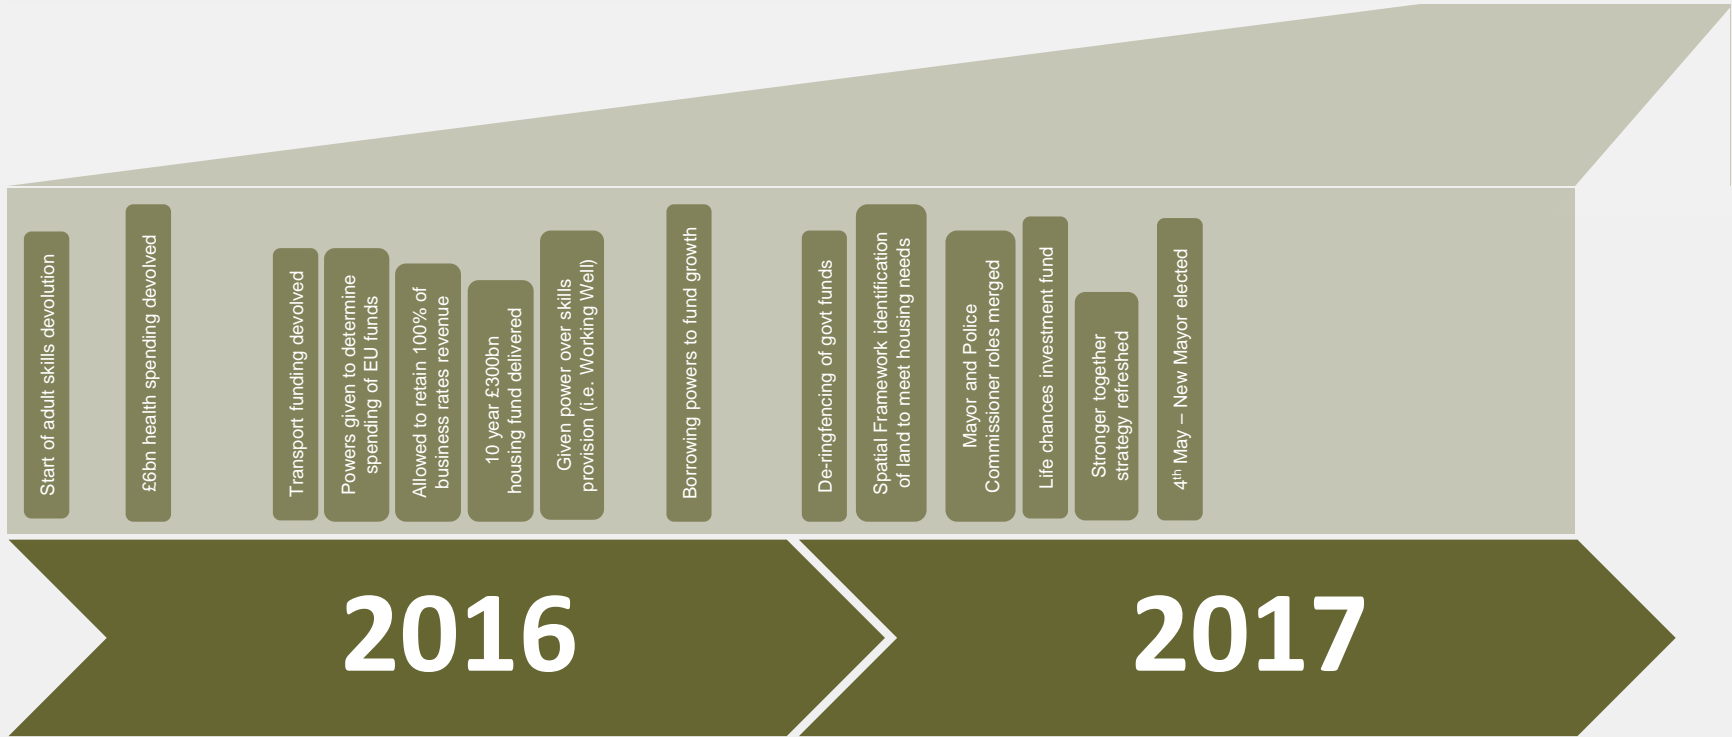 Start of adult skills devolution
£6bn health spending devolved
Transport funding devolved
Powers given to determine
spending of EU funds
Allowed to retain 100% of
business rates revenue
10 year £300bn
housing fund delivered
Given power over skills
provision (i.e. Working Well)
Borrowing powers to fund growth
De-ringfencing of govt funds
Spatial Framework identification
of land to meet housing needs
Mayor and Police
Commissioner roles merged
Life chances investment fund
Stronger together
strategy refreshed
4th May – New Mayor elected
2016
2017